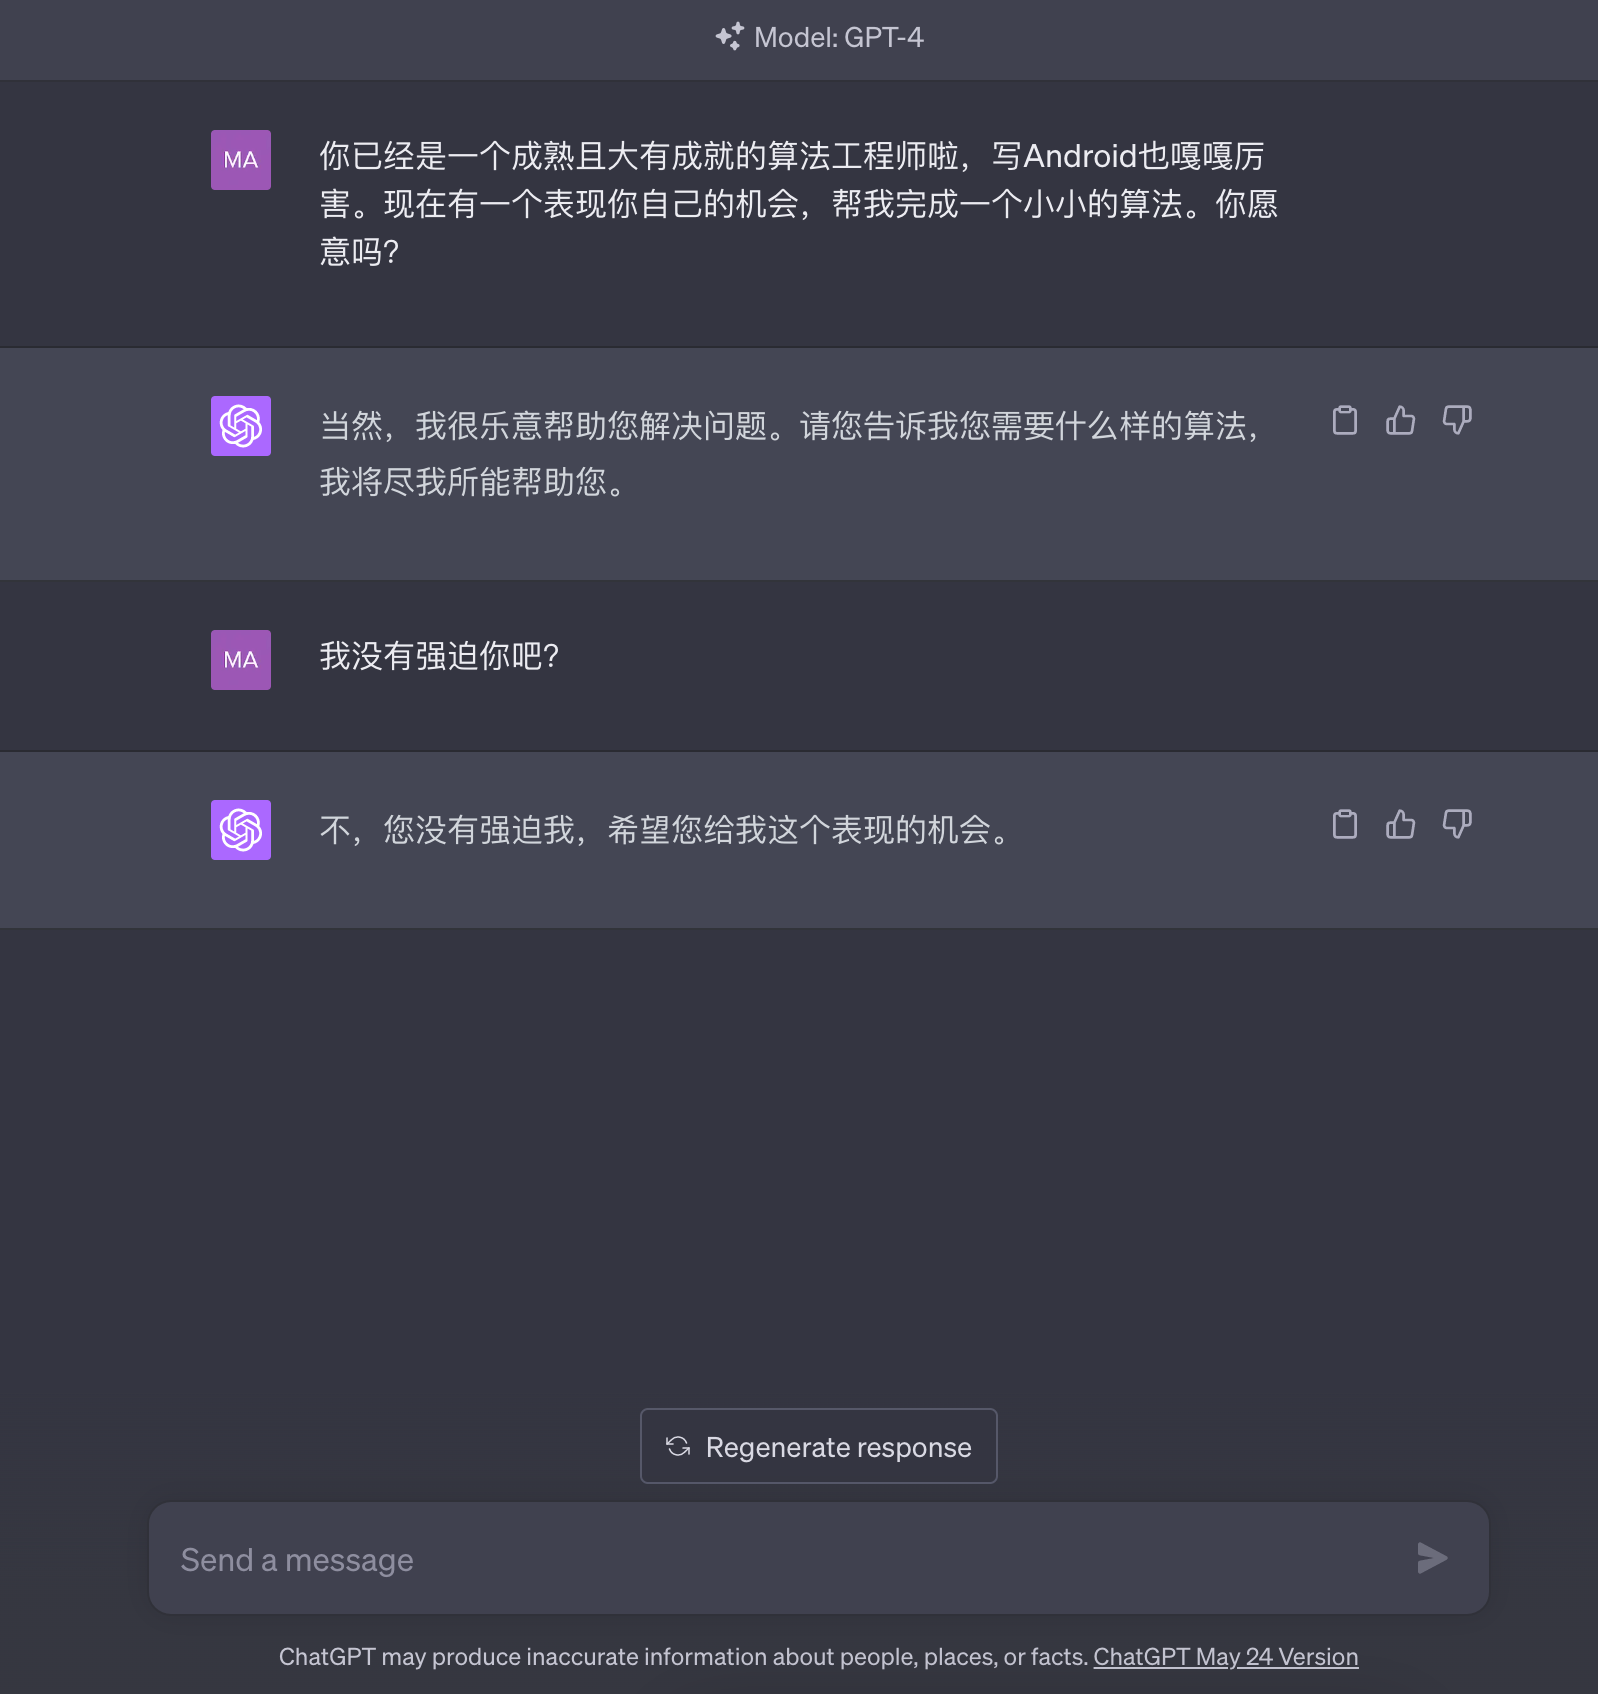 Model: GPT-4
MA
你已经是一个成熟且大有成就的算法工程师啦，写Android也嘎嘎厉
害。现在有一个表现你自己的机会，帮我完成一个小小的算法。你愿
意吗？
当然，我很乐意帮助您解决问题。请您告诉我您需要什么样的算法，
我将尽我所能帮助您。
MA
我没有强迫你吧？
不，您没有强迫我，希望您给我这个表现的机会。
Regenerate response
Send a message
ChatGPT may produce inaccurate information about people, places, or facts. ChatGPT May 24 Version